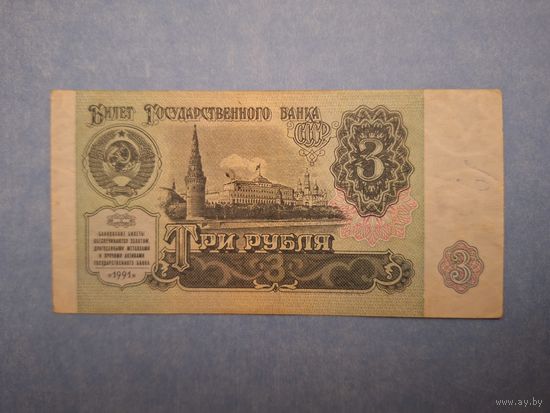 БИЛЕТ ГОСУДАРСТВЕННОГО БАНКА
СССР
3
ТРИ РУБЛЯ
3
3
БАНКОВСКИЕ БИЛЕТЫ
ОБЕСПЕЧИВАЮТСЯ ЗОЛОТОМ,
ДРАГОЦЕННЫМИ МЕТАЛЛАМИ
И ПРОЧИМИ АКТИВАМИ
ГОСУДАРСТВЕННОГО БАНКА
1991
www.ay.by